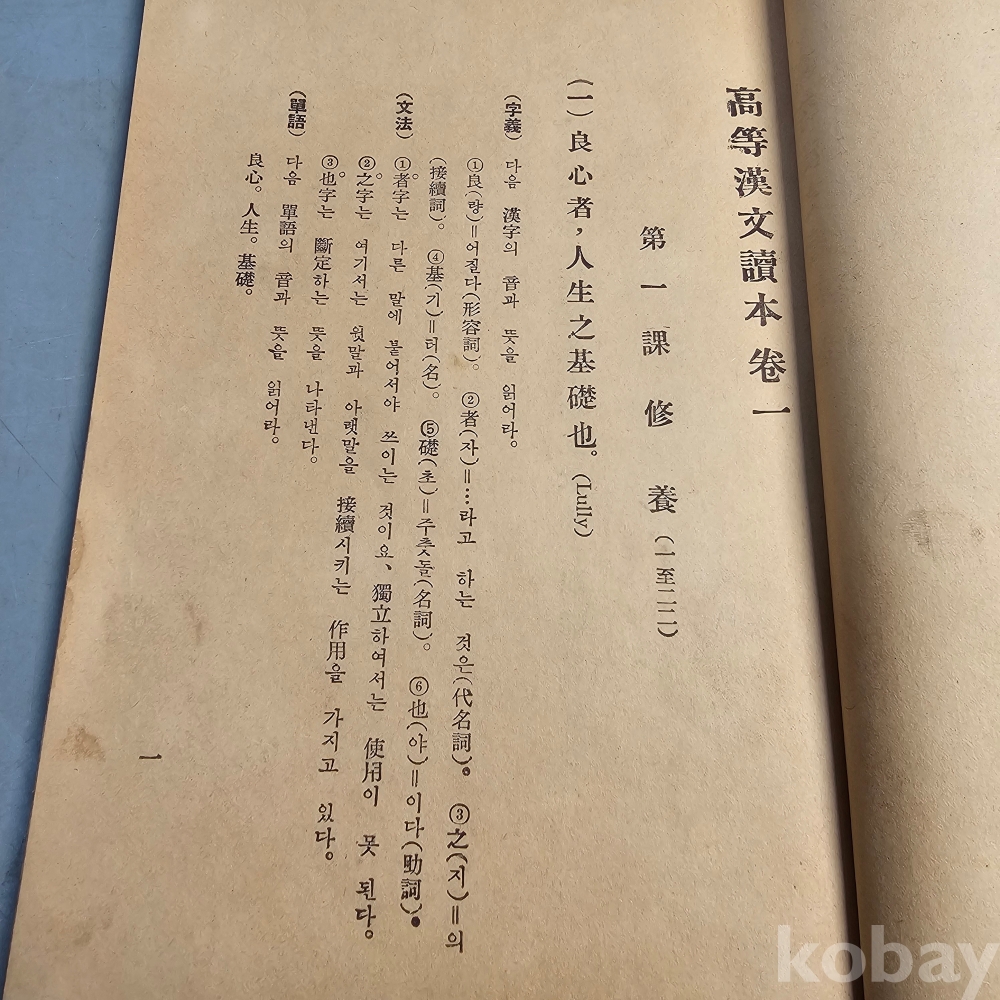 高等漢文讀本 卷一
第一課 修養 (一至二二)
(一) 良心者,人生之基礎也。(Lully)
(字義) 다음 漢字의 音과 뜻을 읽어라。
①良(량)=어질다(形容詞)。 ②者(자)=…라고 하는 것은(代名詞)。 ③之(지)=의
(接續詞)。 ④基(기)=터(名)。 ⑤礎(초)=주춧돌(名詞)。 ⑥也(야)=이다(助詞)。
(文法) ①者字는 다른 말에 붙어서야 쓰이는 것이요、獨立하여서는 使用이 못 된다。
②之字는 여기서는 윗말과 아랫말을 接續시키는 作用을 가지고 있다。
③也字는 斷定하는 뜻을 나타낸다。
(單語) 다음 單語의 音과 뜻을 읽어라。
良心。人生。基礎。
一
kobay